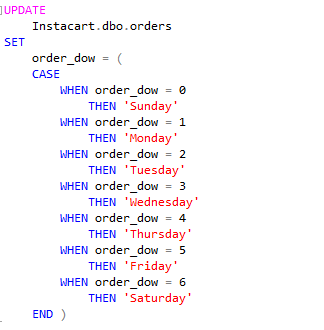 UPDATE
Instacart.dbo.orders
SET
order_dow = (
CASE
WHEN order_dow = 0
THEN 'Sunday'
WHEN order_dow = 1
THEN 'Monday'
WHEN order_dow = 2
THEN 'Tuesday'
WHEN order_dow = 3
THEN 'Wednesday'
WHEN order_dow = 4
THEN 'Thursday'
WHEN order_dow = 5
THEN 'Friday'
WHEN order_dow = 6
THEN 'Saturday'
END )